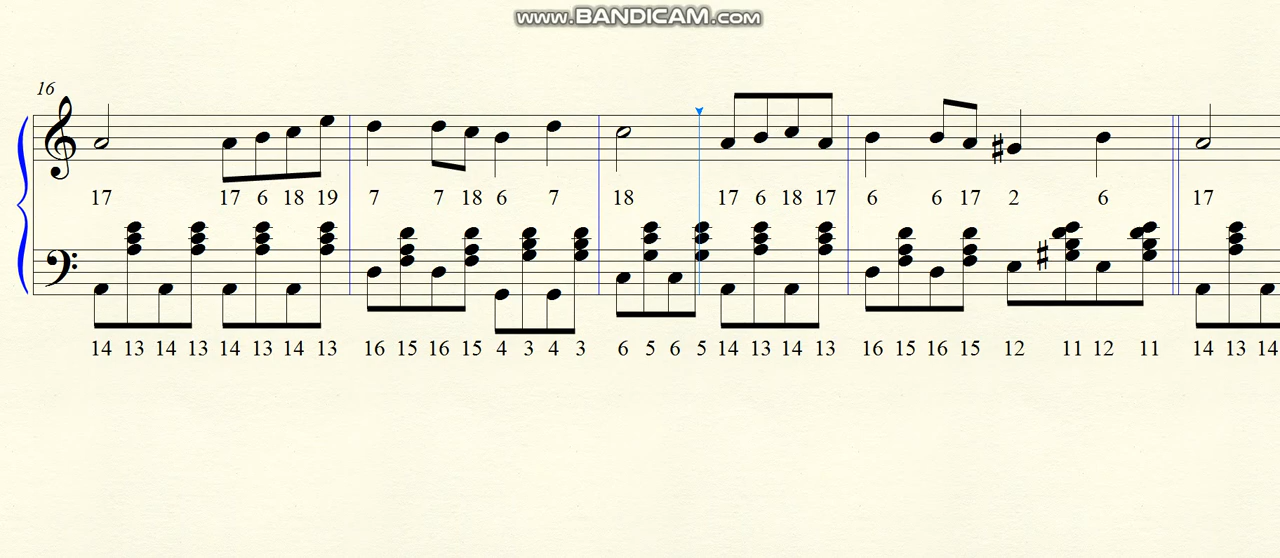 www.BANDICAM.com
16
17 17 6 18 19 7 7 18 6 7 18 17 6 18 17 6 6 17 2 6 17
14 13 14 13 14 13 14 13 16 15 16 15 4 3 4 3 6 5 6 5 14 13 14 13 16 15 16 15 12 11 12 11 14 13 14